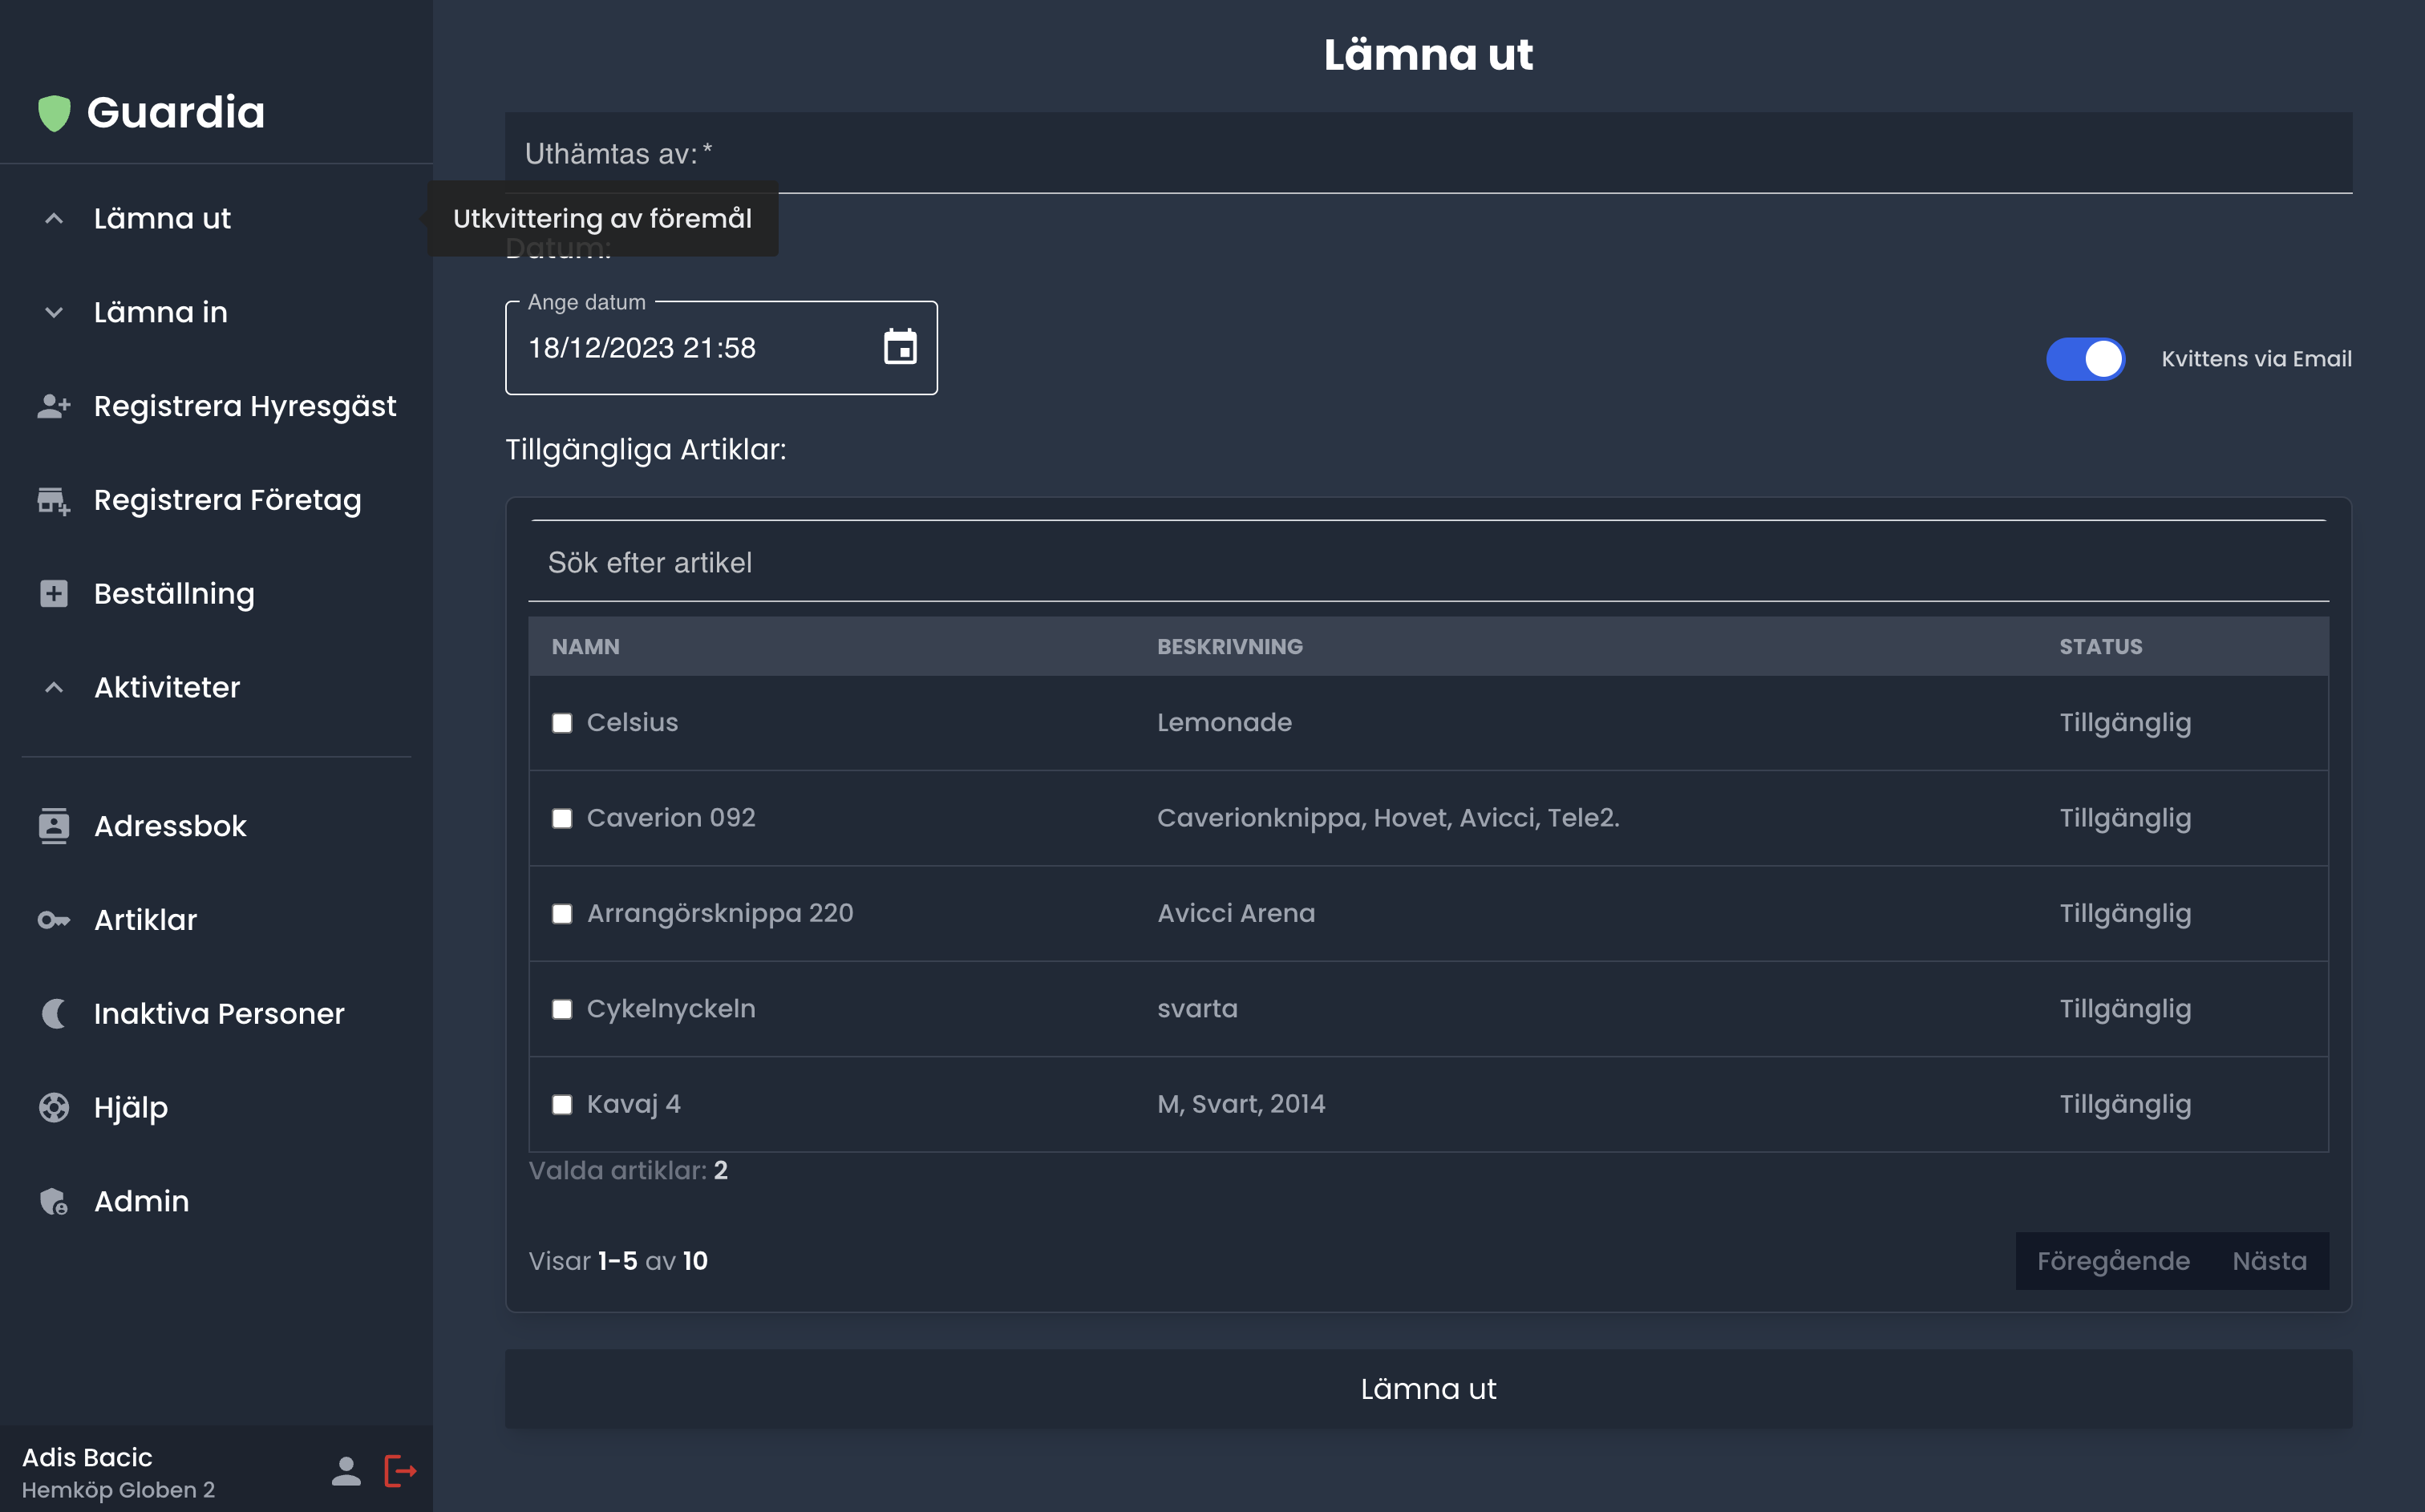 Guardia
Lämna ut
Lämna in
Registrera Hyresgäst
Registrera Företag
Beställning
Aktiviteter
Adressbok
Artiklar
Inaktiva Personer
Hjälp
Admin
Adis Bacic
Hemköp Globen 2
Lämna ut
Uthämtas av: *
Utkvittering av föremål
Datum:
Ange datum
18/12/2023 21:58
Kvittens via Email
Tillgängliga Artiklar:
Sök efter artikel
NAMN BESKRIVNING STATUS
Celsius Lemonade Tillgänglig
Caverion 092 Caverionknippa, Hovet, Avicci, Tele2. Tillgänglig
Arrangörsknippa 220 Avicci Arena Tillgänglig
Cykelnyckeln svarta Tillgänglig
Kavaj 4 M, Svart, 2014 Tillgänglig
Valda artiklar: 2
Visar 1-5 av 10 Föregående Nästa
Lämna ut